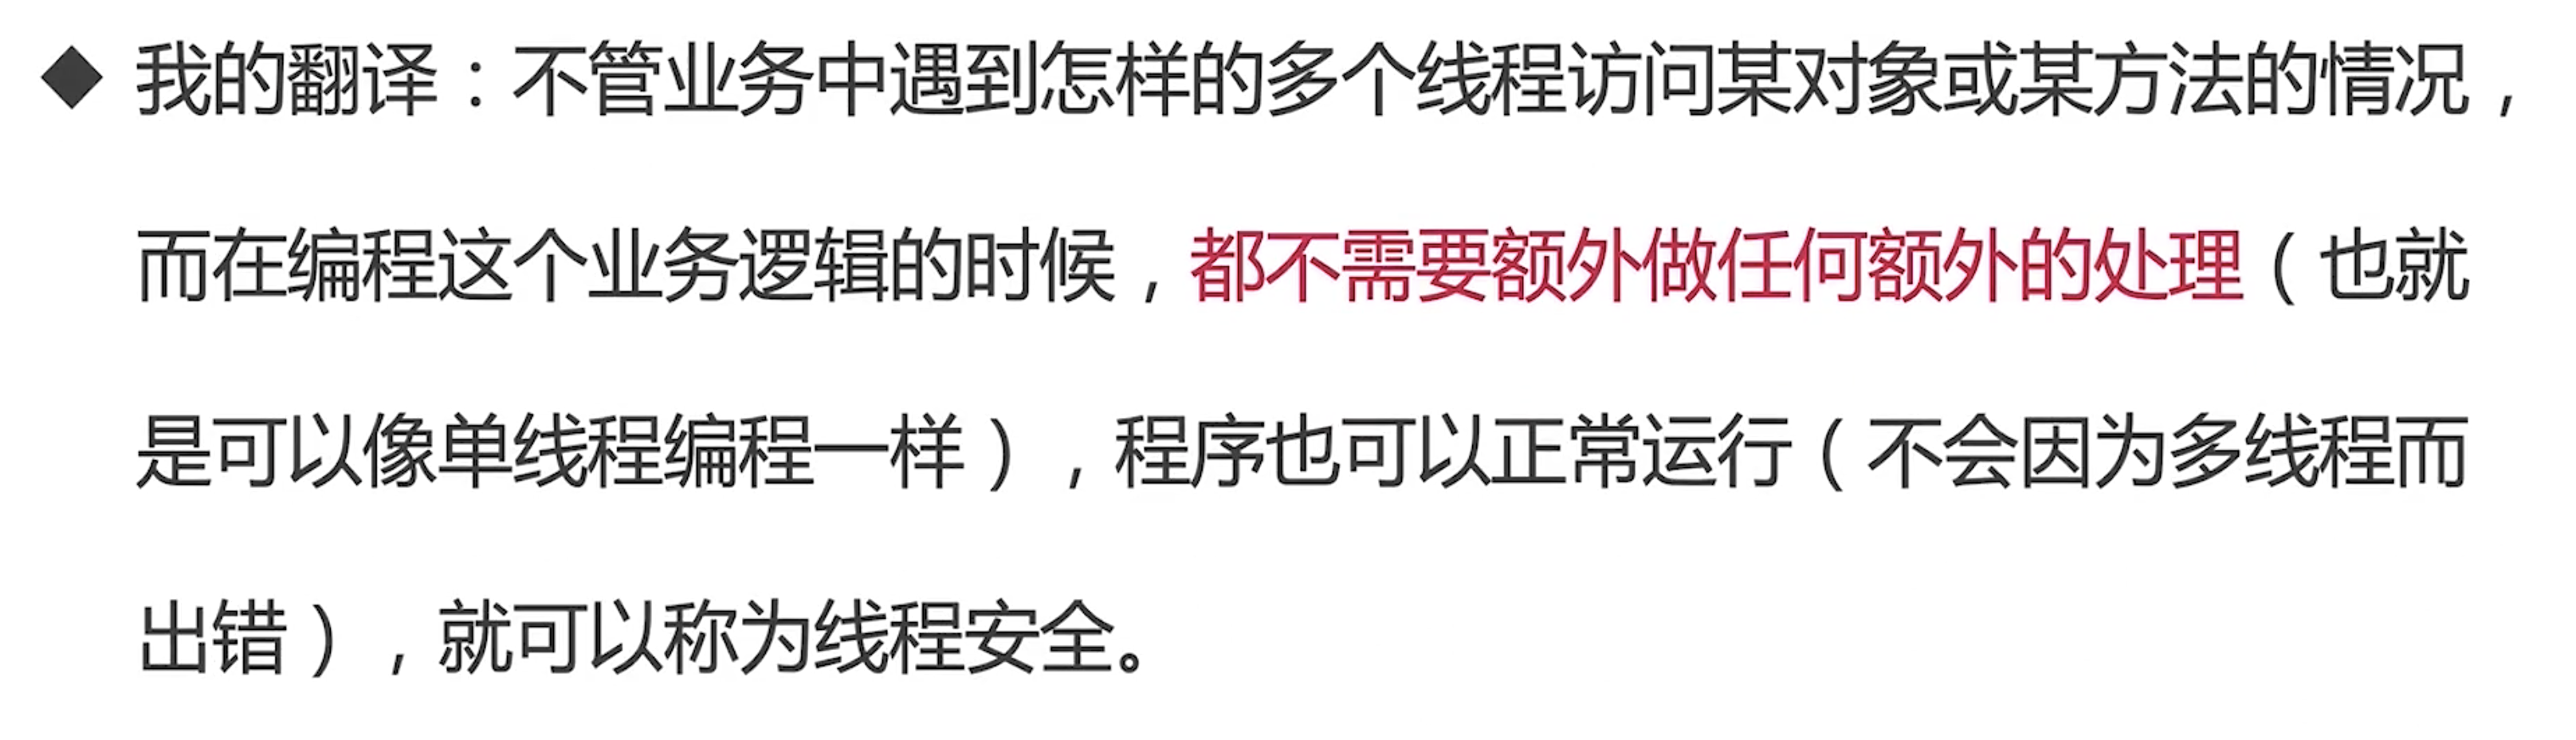 ◆ 我的翻译：不管业务中遇到怎样的多个线程访问某对象或某方法的情况，
而在编程这个业务逻辑的时候，都不需要额外做任何额外的处理（也就
是可以像单线程编程一样），程序也可以正常运行（不会因为多线程而
出错），就可以称为线程安全。